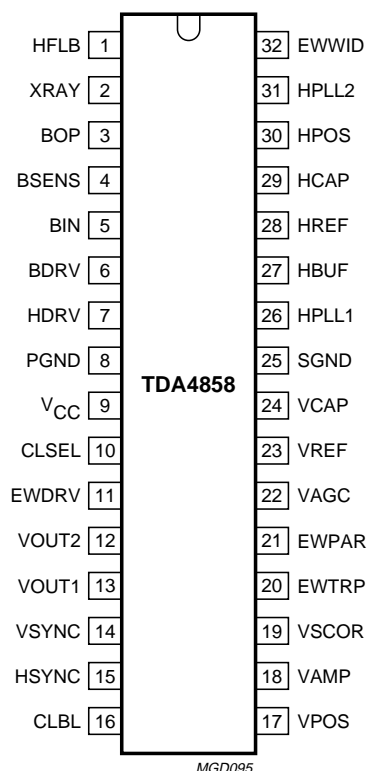 HFLB 1 32 EWWID
XRAY 2 31 HPLL2
BOP 3 30 HPOS
BSENS 4 29 HCAP
BIN 5 28 HREF
BDRV 6 27 HBUF
HDRV 7 26 HPLL1
PGND 8 25 SGND
TDA4858
VCC 9 24 VCAP
CLSEL 10 23 VREF
EWDRV 11 22 VAGC
VOUT2 12 21 EWPAR
VOUT1 13 20 EWTRP
VSYNC 14 19 VSCOR
HSYNC 15 18 VAMP
CLBL 16 17 VPOS
MGD095